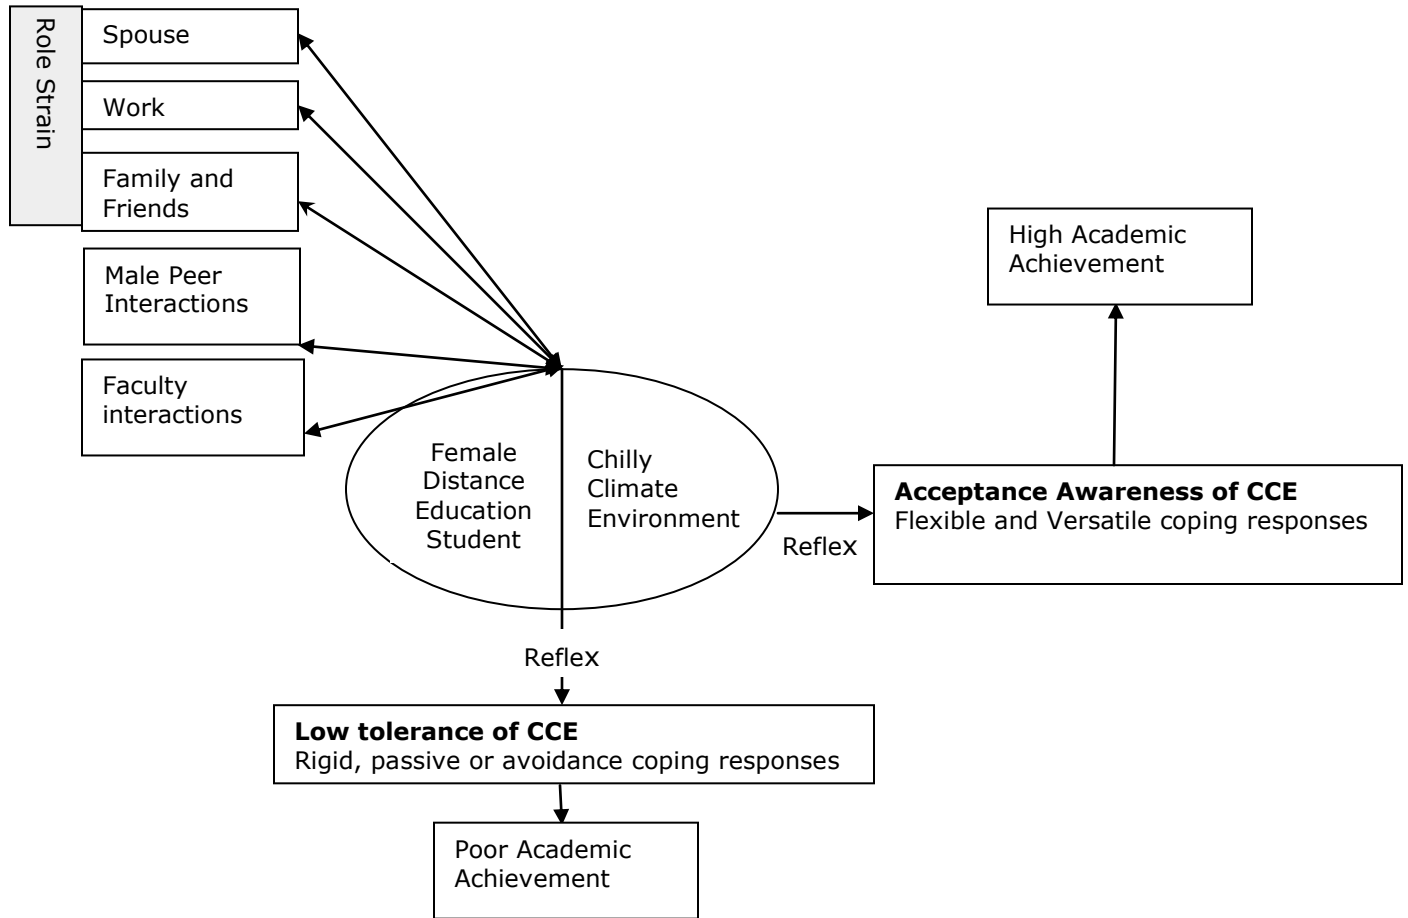 Role Strain
Spouse
Work
Family and
Friends
Male Peer
Interactions
Faculty
interactions
High Academic
Achievement
Female
Distance
Education
Student
Chilly
Climate
Environment
Reflex
Acceptance Awareness of CCE
Flexible and Versatile coping responses
Reflex
Low tolerance of CCE
Rigid, passive or avoidance coping responses
Poor Academic
Achievement